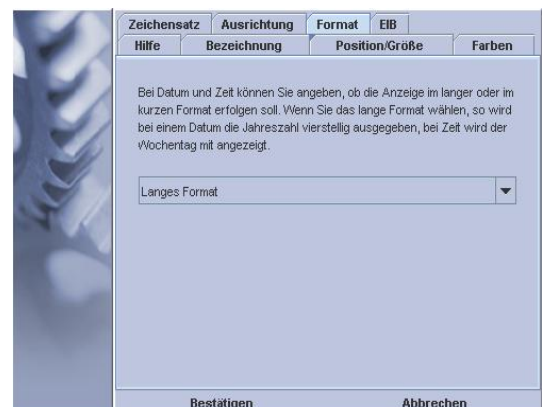 Zeichensatz Ausrichtung Format EIB
Hilfe Bezeichnung Position/Größe Farben
Bei Datum und Zeit können Sie angeben, ob die Anzeige im langer oder im
kurzen Format erfolgen soll. Wenn Sie das lange Format wählen, so wird
bei einem Datum die Jahreszahl vierstellig ausgegeben, bei Zeit wird der
Wochentag mit angezeigt.
Langes Format
Bestätigen Abbrechen